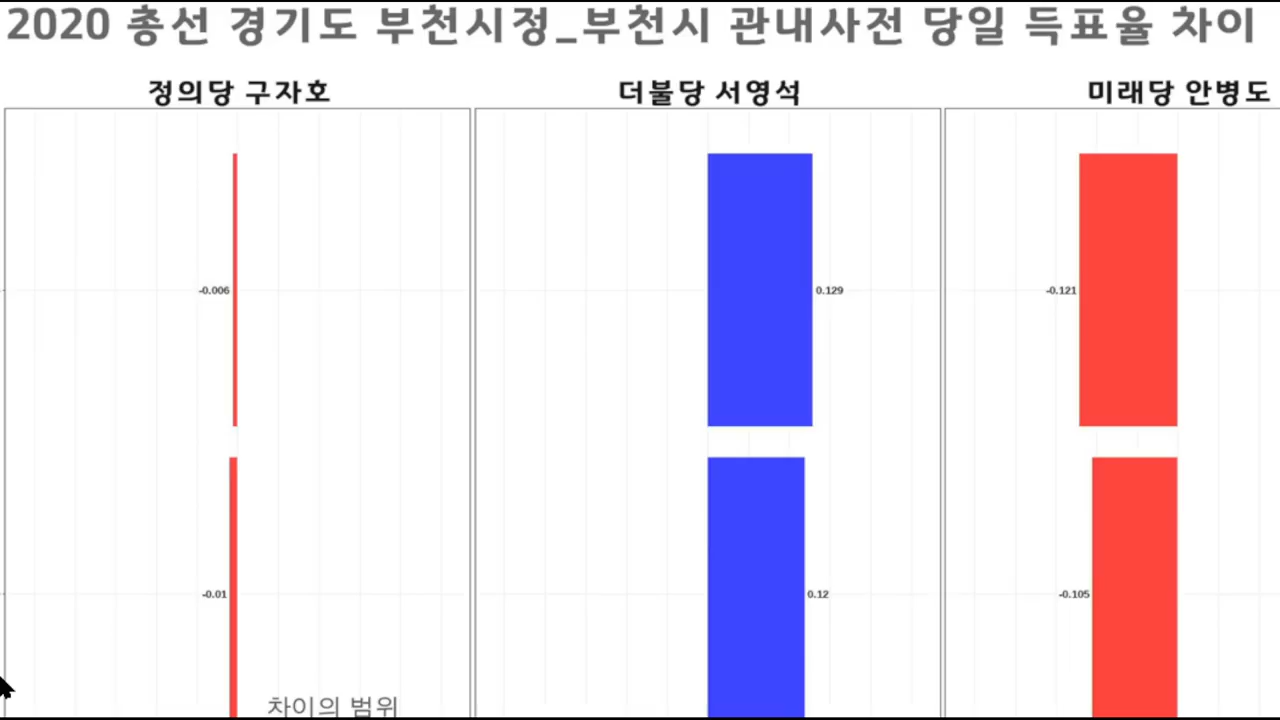 2020 총선 경기도 부천시정_부천시 관내사전 당일 득표율 차이
정의당 구자호
더불당 서영석
미래당 안병도
-0.006
0.129
-0.121
-0.01
0.12
-0.105
차이의 범위